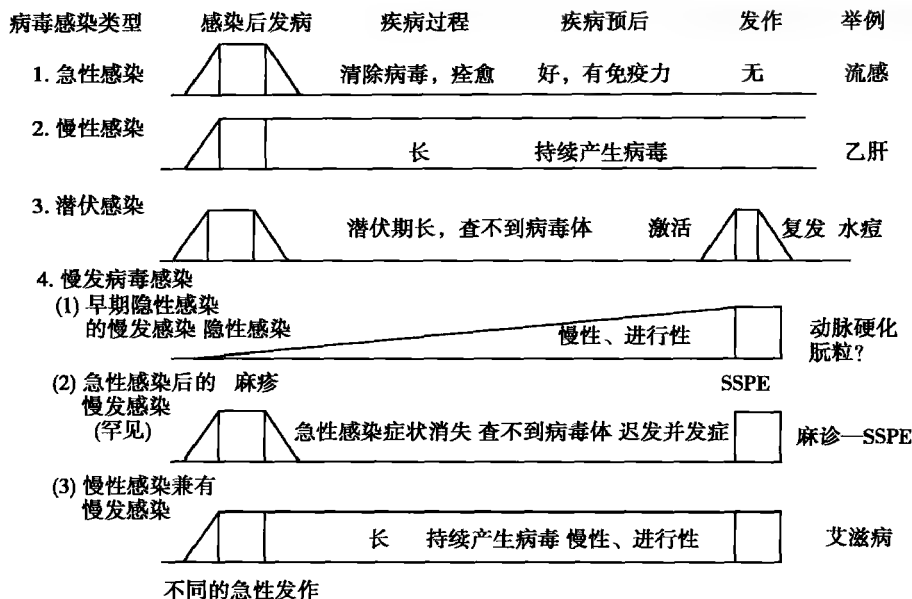 病毒感染类型 感染后发病 疾病过程 疾病预后 发作 举例
1. 急性感染 清除病毒，痊愈 好，有免疫力 无 流感
2. 慢性感染 长 持续产生病毒 乙肝
3. 潜伏感染 潜伏期长，查不到病毒体 激活 复发 水痘
4. 慢发病毒感染
(1) 早期隐性感染
的慢发感染 隐性感染 慢性、进行性 动脉硬化
朊粒？
(2) 急性感染后的 麻疹 SSPE
慢发感染
(罕见) 急性感染症状消失 查不到病毒体 迟发并发症 麻诊—SSPE
(3) 慢性感染兼有
慢发感染
长 持续产生病毒 慢性、进行性 艾滋病
不同的急性发作